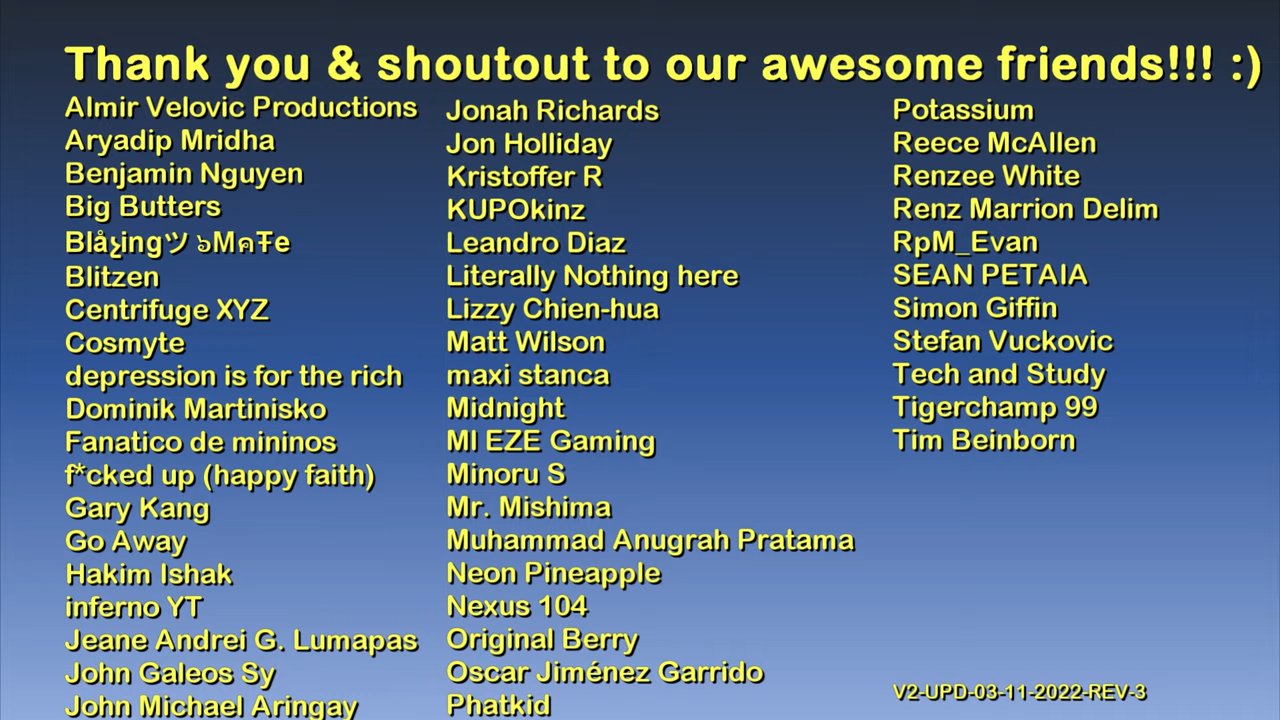 Thank you & shoutout to our awesome friends!!! :)
Almir Velovic Productions
Aryadip Mridha
Benjamin Nguyen
Big Butters
Blåʂingツ ๖MคŦe
Blitzen
Centrifuge XYZ
Cosmyte
depression is for the rich
Dominik Martinisko
Fanatico de mininos
f*cked up (happy faith)
Gary Kang
Go Away
Hakim Ishak
inferno YT
Jeane Andrei G. Lumapas
John Galeos Sy
John Michael Aringay
Jonah Richards
Jon Holliday
Kristoffer R
KUPOkinz
Leandro Diaz
Literally Nothing here
Lizzy Chien-hua
Matt Wilson
maxi stanca
Midnight
MI EZE Gaming
Minoru S
Mr. Mishima
Muhammad Anugrah Pratama
Neon Pineapple
Nexus 104
Original Berry
Oscar Jiménez Garrido
Phatkid
Potassium
Reece McAllen
Renzee White
Renz Marrion Delim
RpM_Evan
SEAN PETAIA
Simon Giffin
Stefan Vuckovic
Tech and Study
Tigerchamp 99
Tim Beinborn
V2-UPD-03-11-2022-REV-3